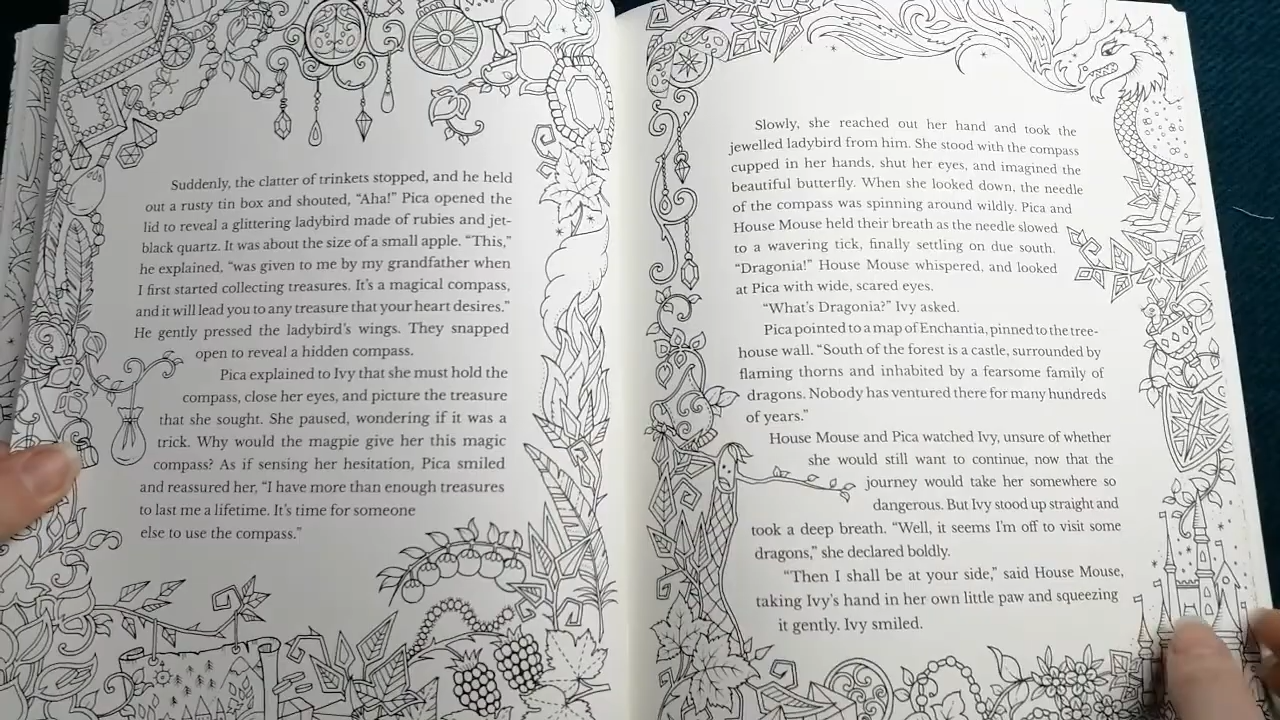 Suddenly, the clatter of trinkets stopped, and he held
out a rusty tin box and shouted, “Aha!” Pica opened the
lid to reveal a glittering ladybird made of rubies and jet-
black quartz. It was about the size of a small apple. “This,”
he explained, “was given to me by my grandfather when
I first started collecting treasures. It’s a magical compass,
and it will lead you to any treasure that your heart desires.”
He gently pressed the ladybird’s wings. They snapped
open to reveal a hidden compass.
Pica explained to Ivy that she must hold the
compass, close her eyes, and picture the treasure
that she sought. She paused, wondering if it was a
trick. Why would the magpie give her this magic
compass? As if sensing her hesitation, Pica smiled
and reassured her, “I have more than enough treasures
to last me a lifetime. It’s time for someone
else to use the compass.”
Slowly, she reached out her hand and took the
jewelled ladybird from him. She stood with the compass
cupped in her hands, shut her eyes, and imagined the
beautiful butterfly. When she looked down, the needle
of the compass was spinning around wildly. Pica and
House Mouse held their breath as the needle slowed
to a wavering tick, finally settling on due south.
“Dragonia!” House Mouse whispered, and looked
at Pica with wide, scared eyes.
“What’s Dragonia?” Ivy asked.
Pica pointed to a map of Enchantia, pinned to the tree-
house wall. “South of the forest is a castle, surrounded by
flaming thorns and inhabited by a fearsome family of
dragons. Nobody has ventured there for many hundreds
of years.”
House Mouse and Pica watched Ivy, unsure of whether
she would still want to continue, now that the
journey would take her somewhere so
dangerous. But Ivy stood up straight and
took a deep breath. “Well, it seems I’m off to visit some
dragons,” she declared boldly.
“Then I shall be at your side,” said House Mouse,
taking Ivy’s hand in her own little paw and squeezing
it gently. Ivy smiled.